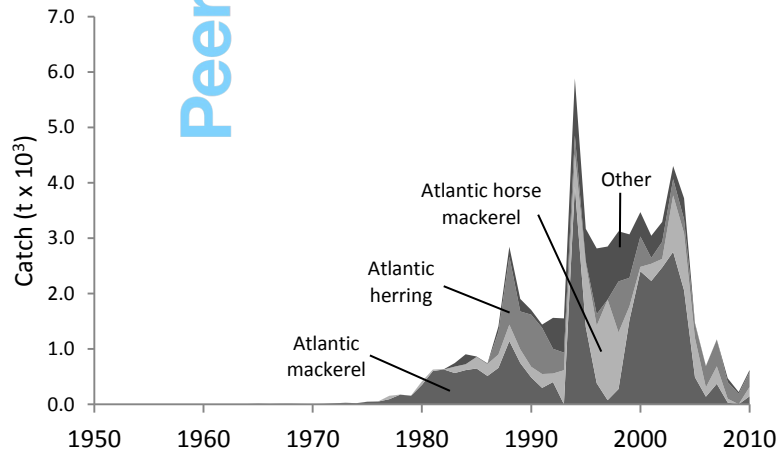 Peer
7.0
6.0
5.0
4.0
3.0
2.0
1.0
0.0
Catch (t x 10³)
Atlantic horse
mackerel
Other
Atlantic
herring
Atlantic
mackerel
1950 1960 1970 1980 1990 2000 2010